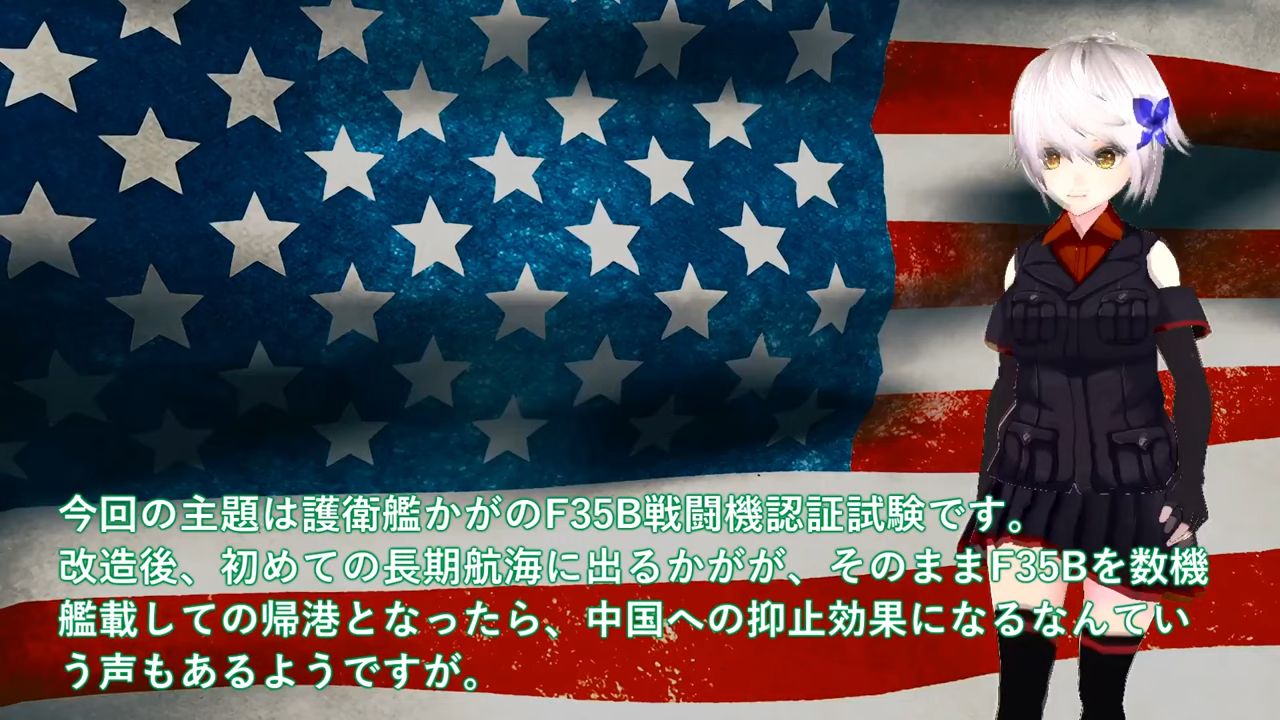 今回の主題は護衛艦かがのF35B戦闘機認証試験です。
改造後、初めての長期航海に出るかがが、そのままF35Bを数機
艦載しての帰港となったら、中国への抑止効果になるなんてい
う声もあるようですが。